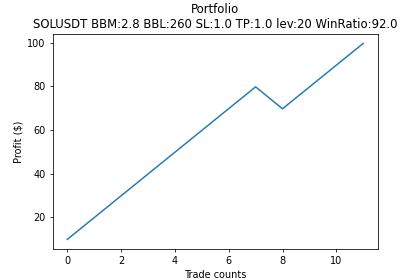 Portfolio
SOLUSDT BBM:2.8 BBL:260 SL:1.0 TP:1.0 lev:20 WinRatio:92.0
100
80
60
40
20
Profit ($)
0 2 4 6 8 10
Trade counts